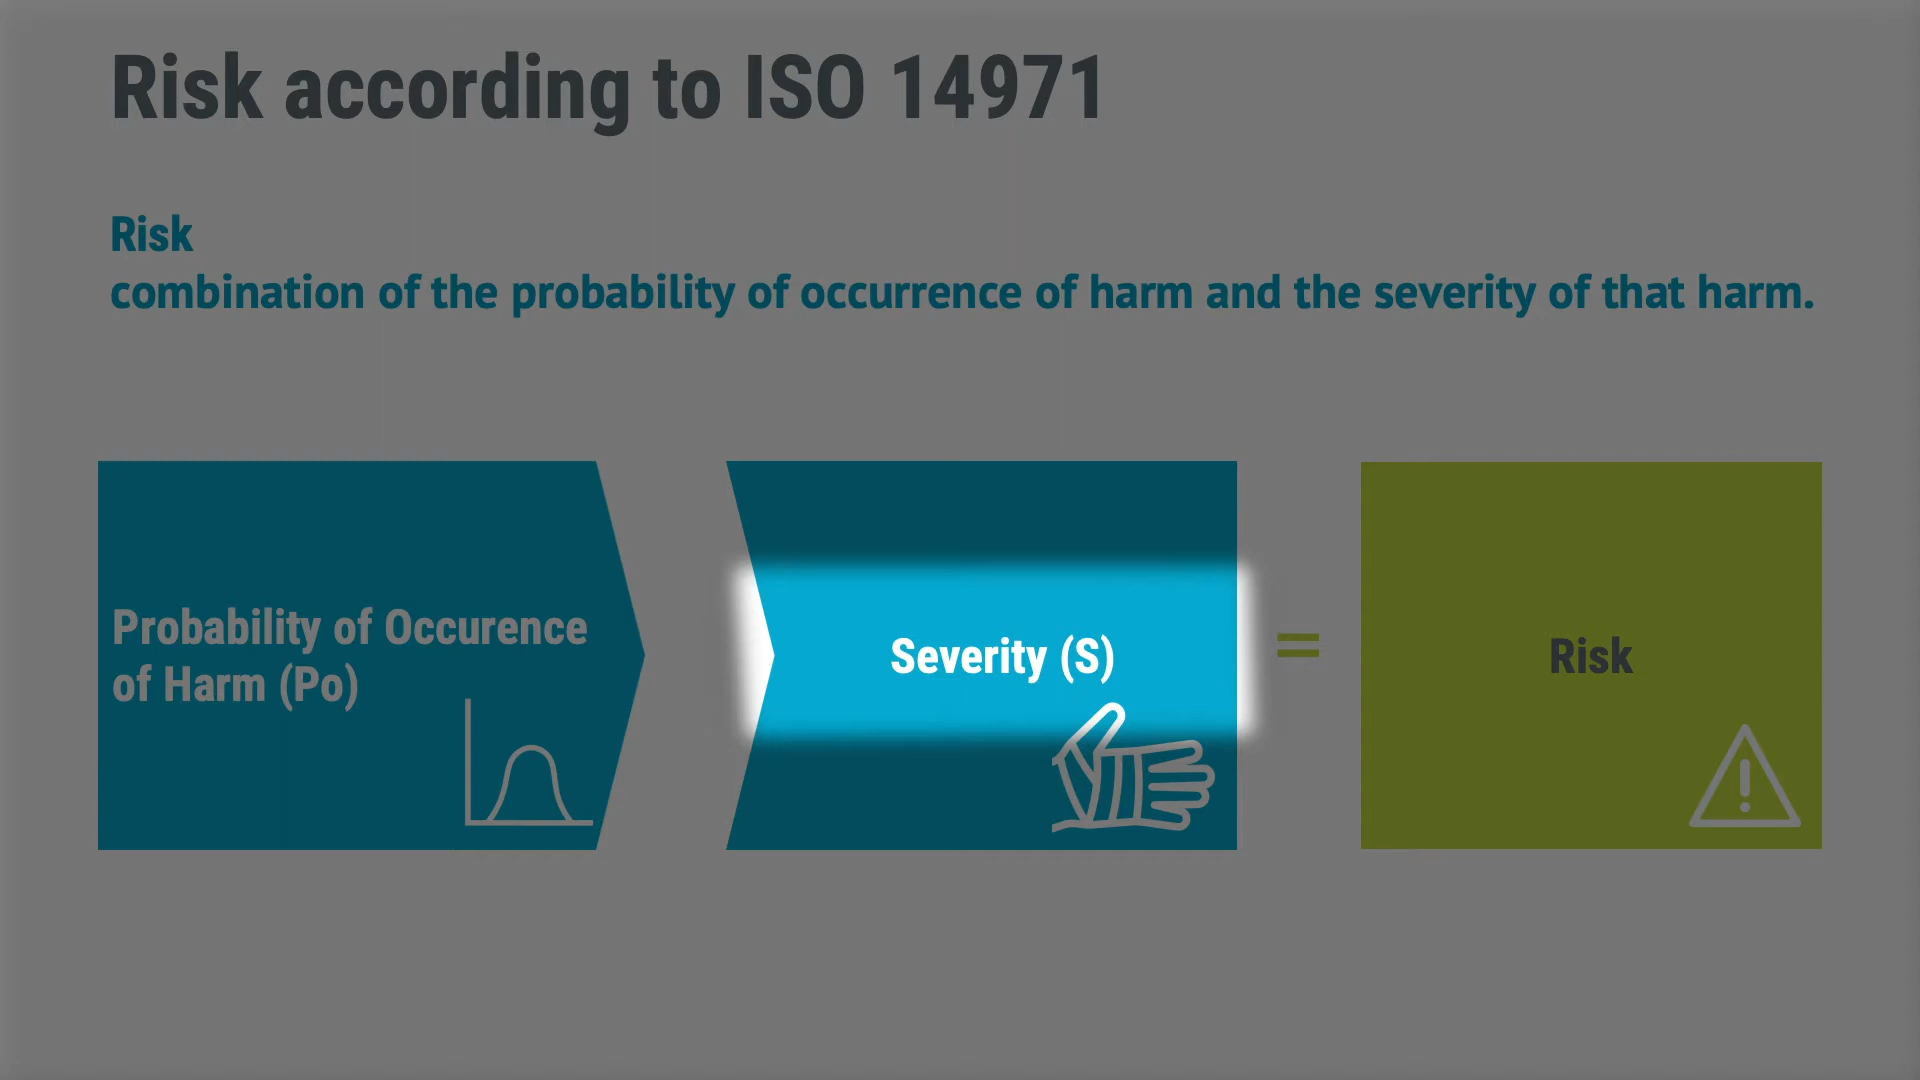 Risk according to ISO 14971
Risk
combination of the probability of occurrence of harm and the severity of that harm.
Probability of Occurence
of Harm (Po)
Severity (S)
=
Risk